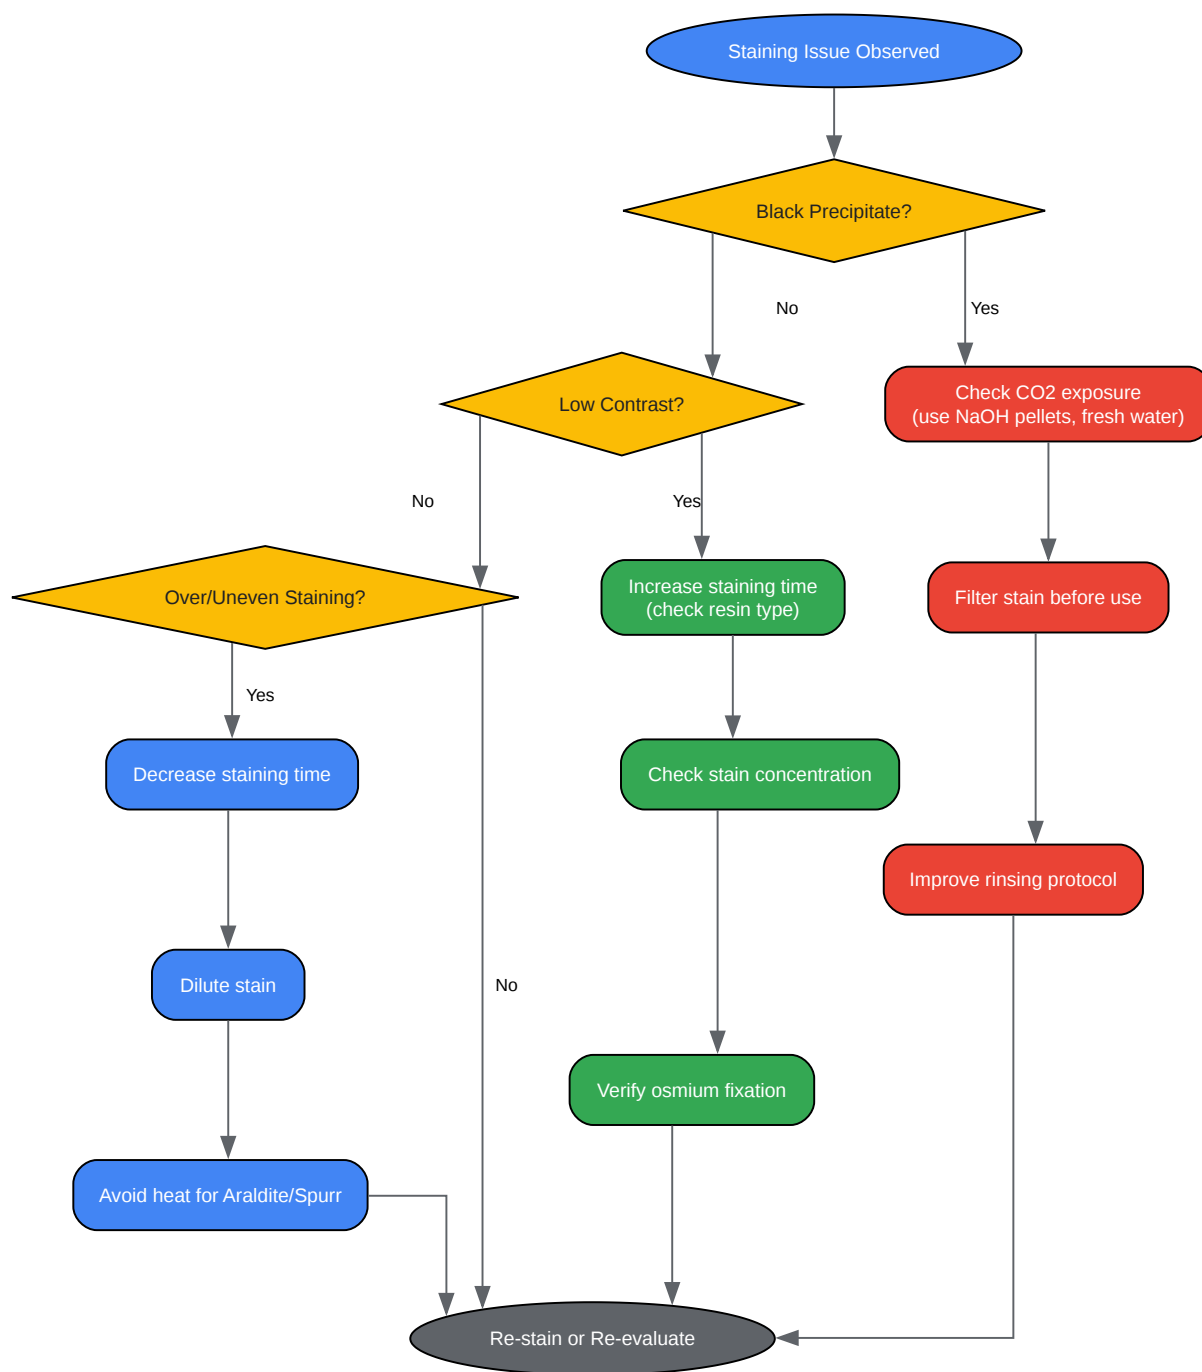 Staining Issue Observed
Black Precipitate?
No
Yes
Check CO2 exposure
(use NaOH pellets, fresh water)
Low Contrast?
No
Yes
Increase staining time
(check resin type)
Filter stain before use
Over/Uneven Staining?
Yes
Decrease staining time
Check stain concentration
Improve rinsing protocol
Dilute stain
No
Verify osmium fixation
Avoid heat for Araldite/Spurr
Re-stain or Re-evaluate